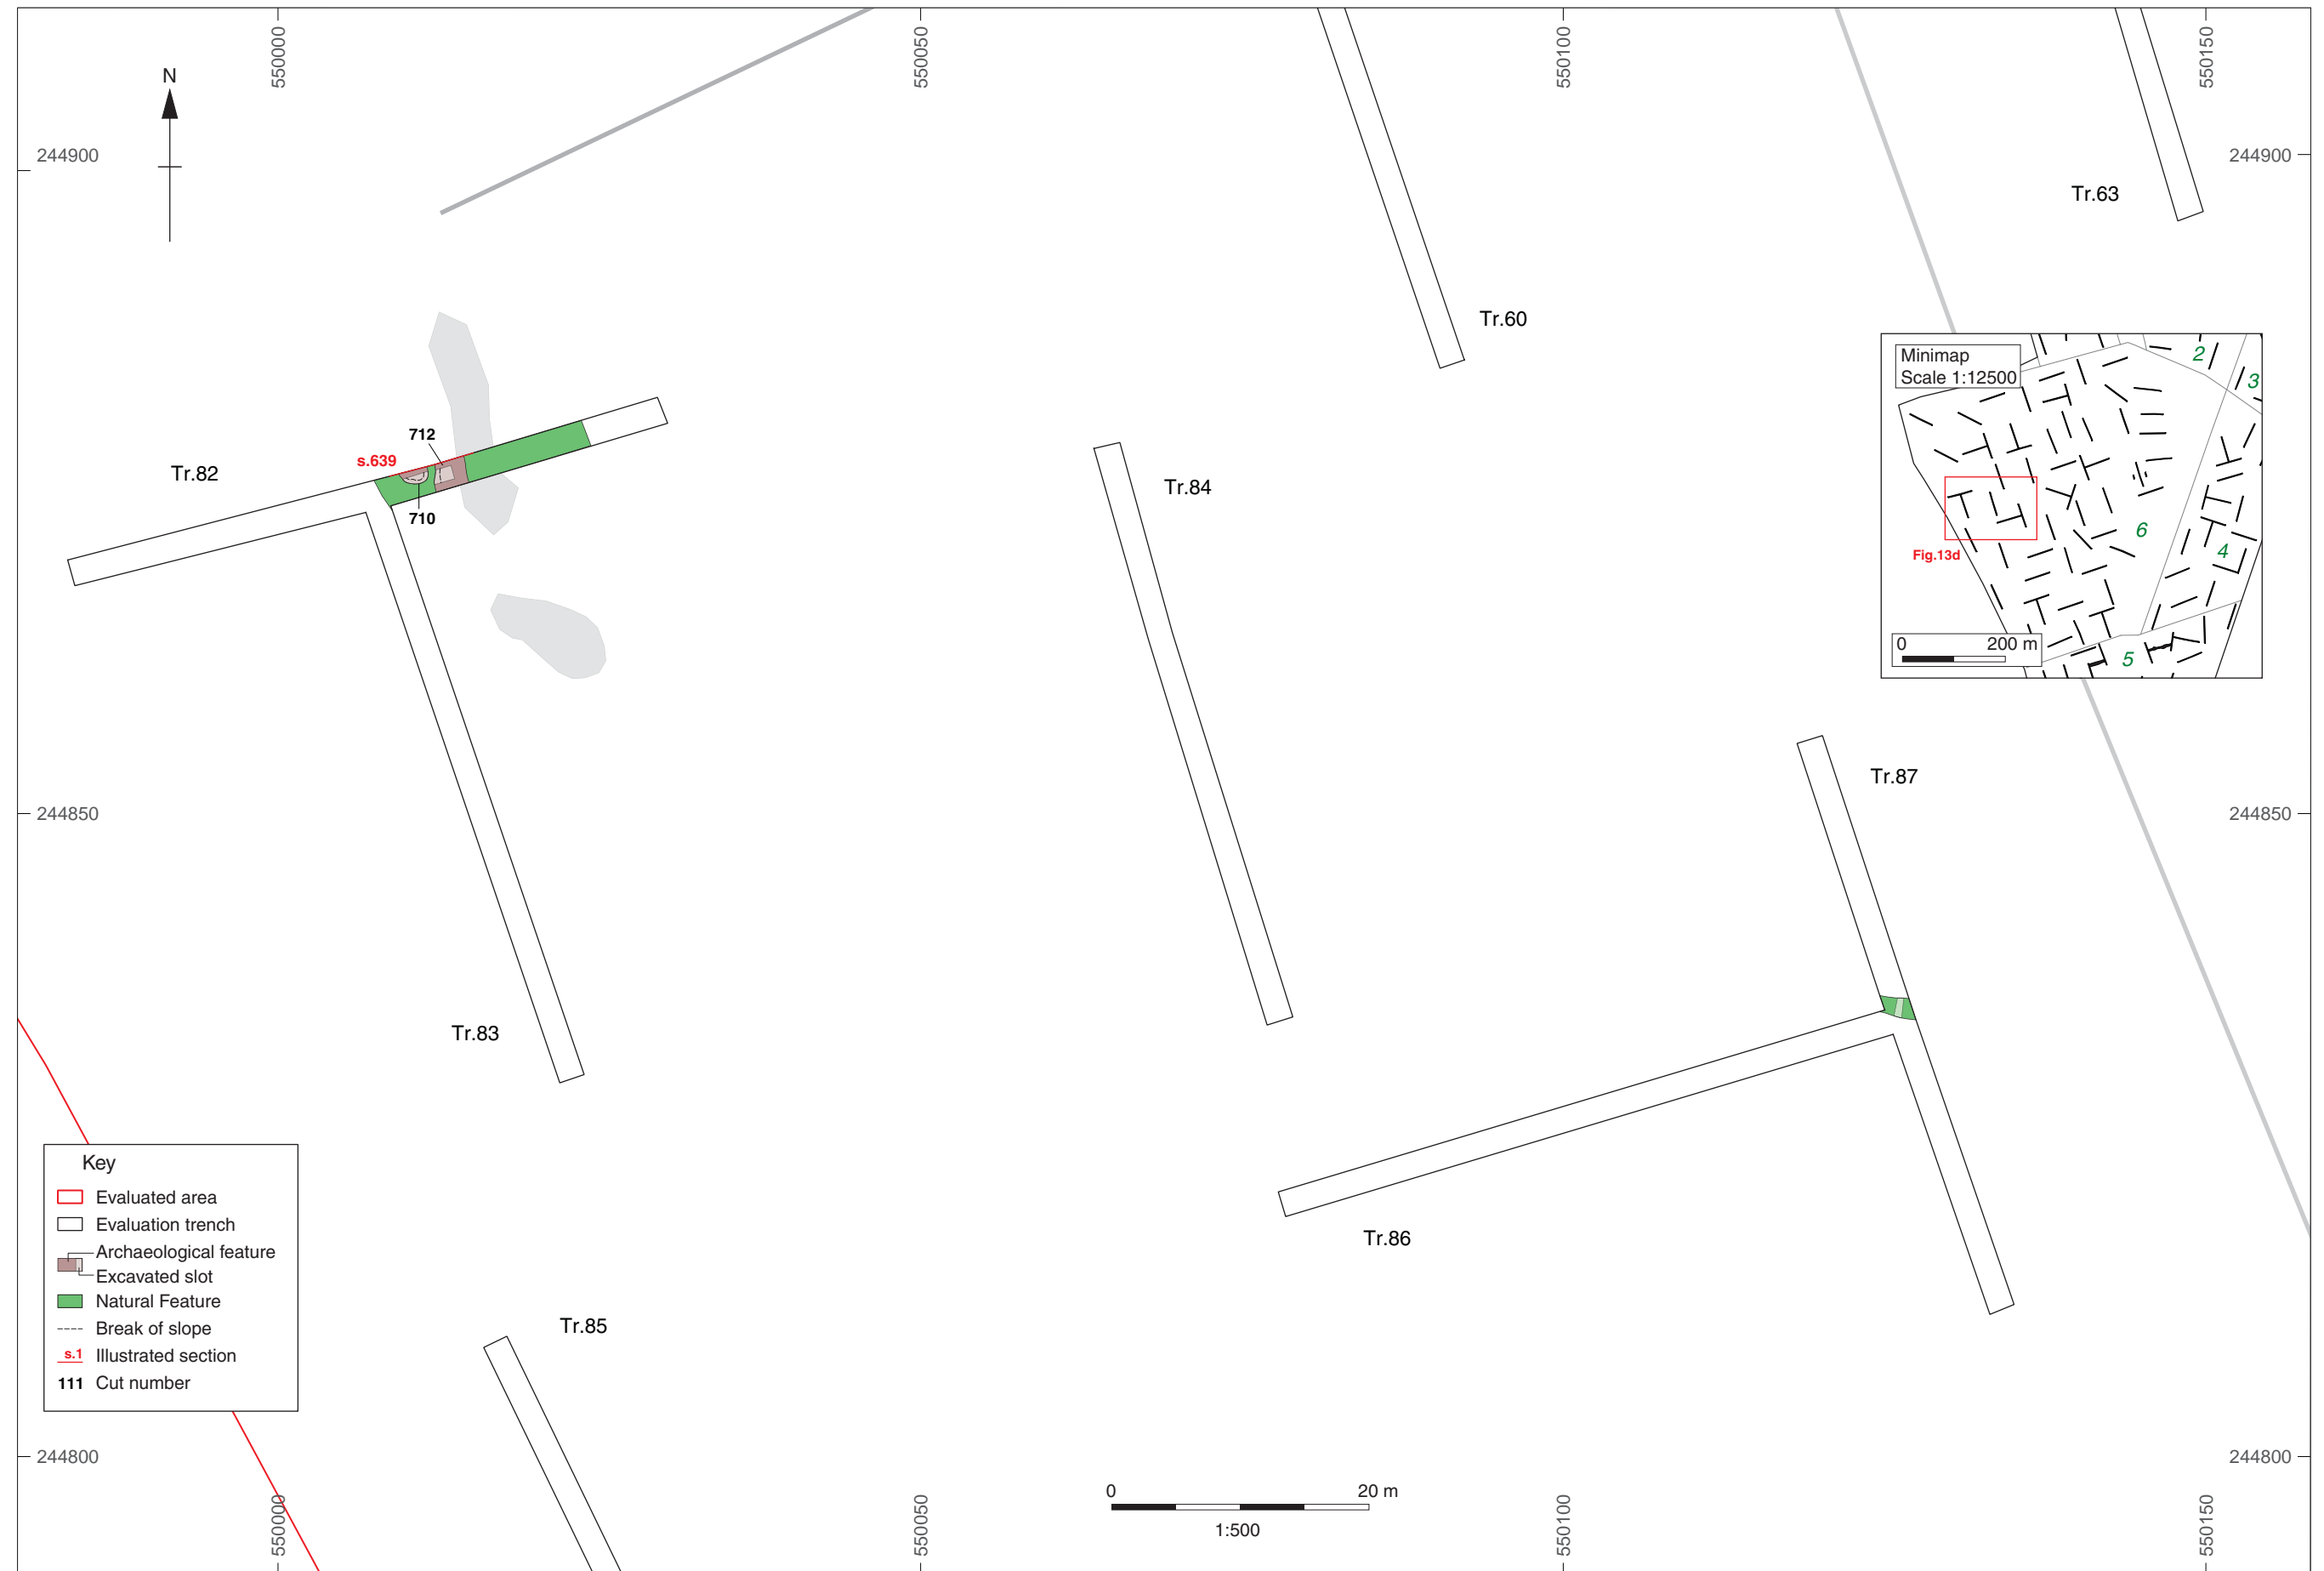 550000
550050
550100
550150
N
244900
244900
Tr.63
Tr.60
Minimap
Scale 1:12500
2
3
6
4
5
Fig.13d
0
200 m
712
s.639
Tr.82
710
Tr.84
Tr.87
244850
244850
Tr.83
Key
Evaluated area
Evaluation trench
Archaeological feature
Excavated slot
Natural Feature
Break of slope
s.1 Illustrated section
111 Cut number
Tr.86
Tr.85
244800
244800
0
20 m
1:500
550000
550050
550100
550150